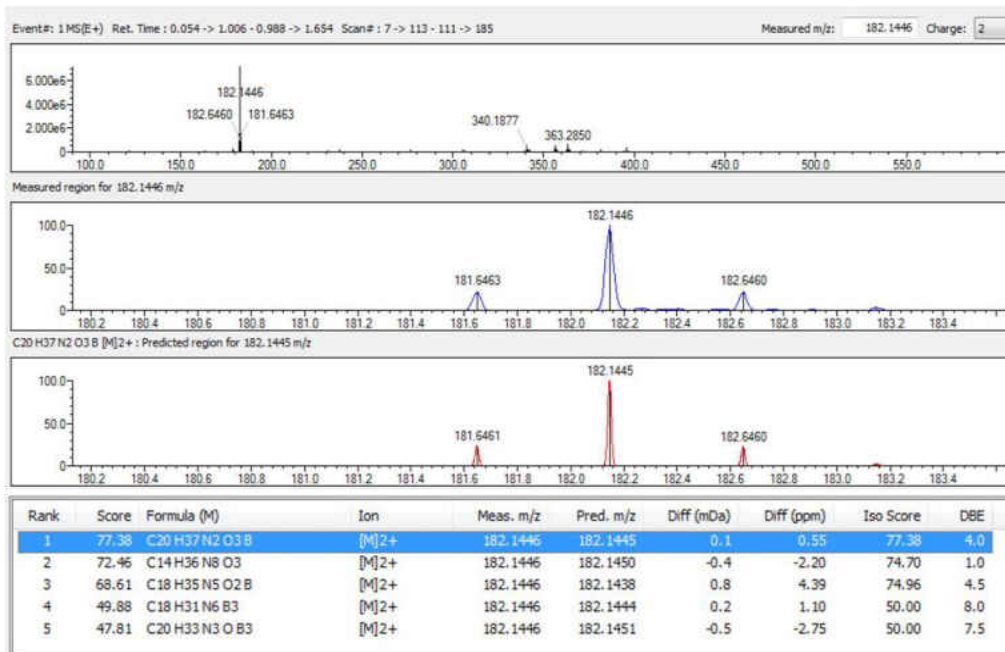 Event#: 1 MS(E+) Ret. Time : 0.054 -> 1.006 - 0.988 -> 1.654 Scan# : 7 -> 113 - 111 -> 185 Measured m/z: 182.1446 Charge: 2
6.000e6
4.000e6
2.000e6
0
182.1446
182.6460 181.6463
340.1877
363.2850
100.0 150.0 200.0 250.0 300.0 350.0 400.0 450.0 500.0 550.0
Measured region for 182.1446 m/z
100.0
50.0
0
181.6463
182.1446
182.6460
180.2 180.4 180.6 180.8 181.0 181.2 181.4 181.6 181.8 182.0 182.2 182.4 182.6 182.8 183.0 183.2 183.4
C20 H37 N2 O3 B [M]2+ : Predicted region for 182.1445 m/z
100.0
50.0
0
181.6461
182.1445
182.6460
180.2 180.4 180.6 180.8 181.0 181.2 181.4 181.6 181.8 182.0 182.2 182.4 182.6 182.8 183.0 183.2 183.4
Rank Score Formula (M) Ion Meas. m/z Pred. m/z Diff (mDa) Diff (ppm) Iso Score DBE
1 77.38 C20 H37 N2 O3 B [M]2+ 182.1446 182.1445 0.1 0.55 77.38 4.0
2 72.46 C14 H36 N8 O3 [M]2+ 182.1446 182.1450 -0.4 -2.20 74.70 1.0
3 68.61 C18 H35 N5 O2 B [M]2+ 182.1446 182.1438 0.8 4.39 74.96 4.5
4 49.88 C18 H31 N6 B3 [M]2+ 182.1446 182.1444 0.2 1.10 50.00 8.0
5 47.81 C20 H33 N3 O B3 [M]2+ 182.1446 182.1451 -0.5 -2.75 50.00 7.5